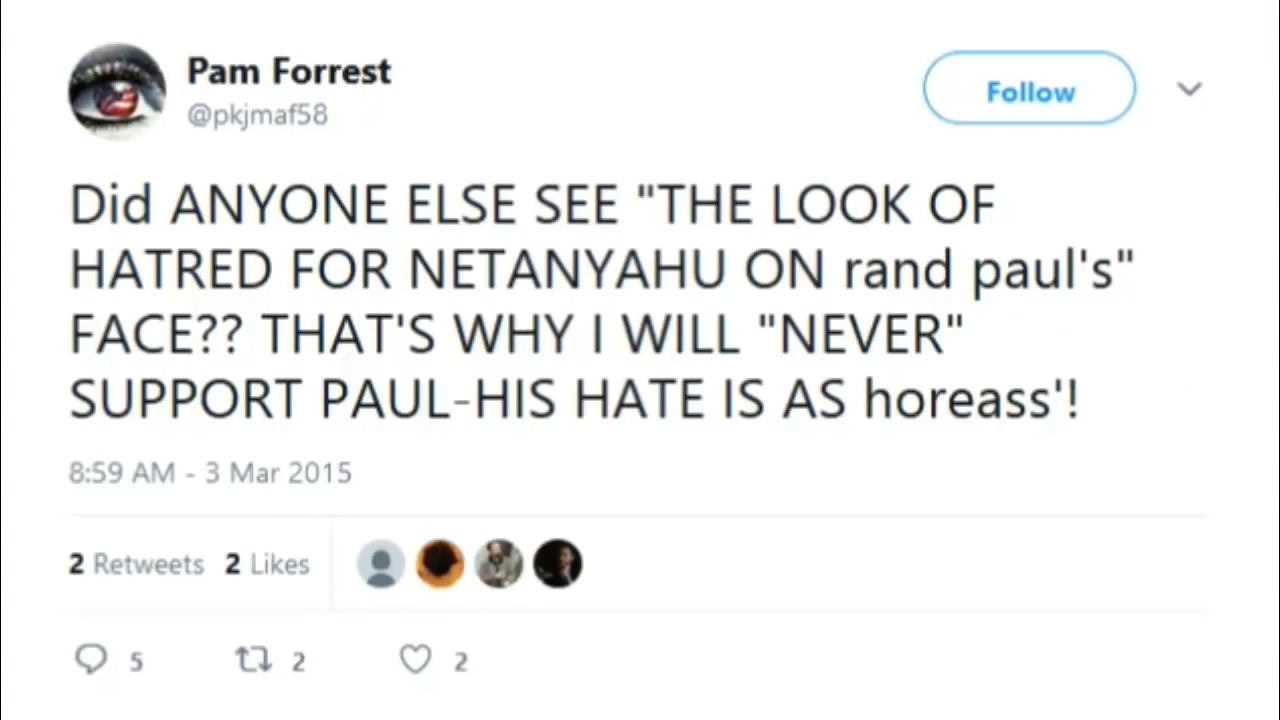 Pam Forrest
@pkjmaf58
Follow
Did ANYONE ELSE SEE "THE LOOK OF
HATRED FOR NETANYAHU ON rand paul's"
FACE?? THAT'S WHY I WILL "NEVER"
SUPPORT PAUL-HIS HATE IS AS horeass'!
8:59 AM - 3 Mar 2015
2 Retweets 2 Likes
5 2 2